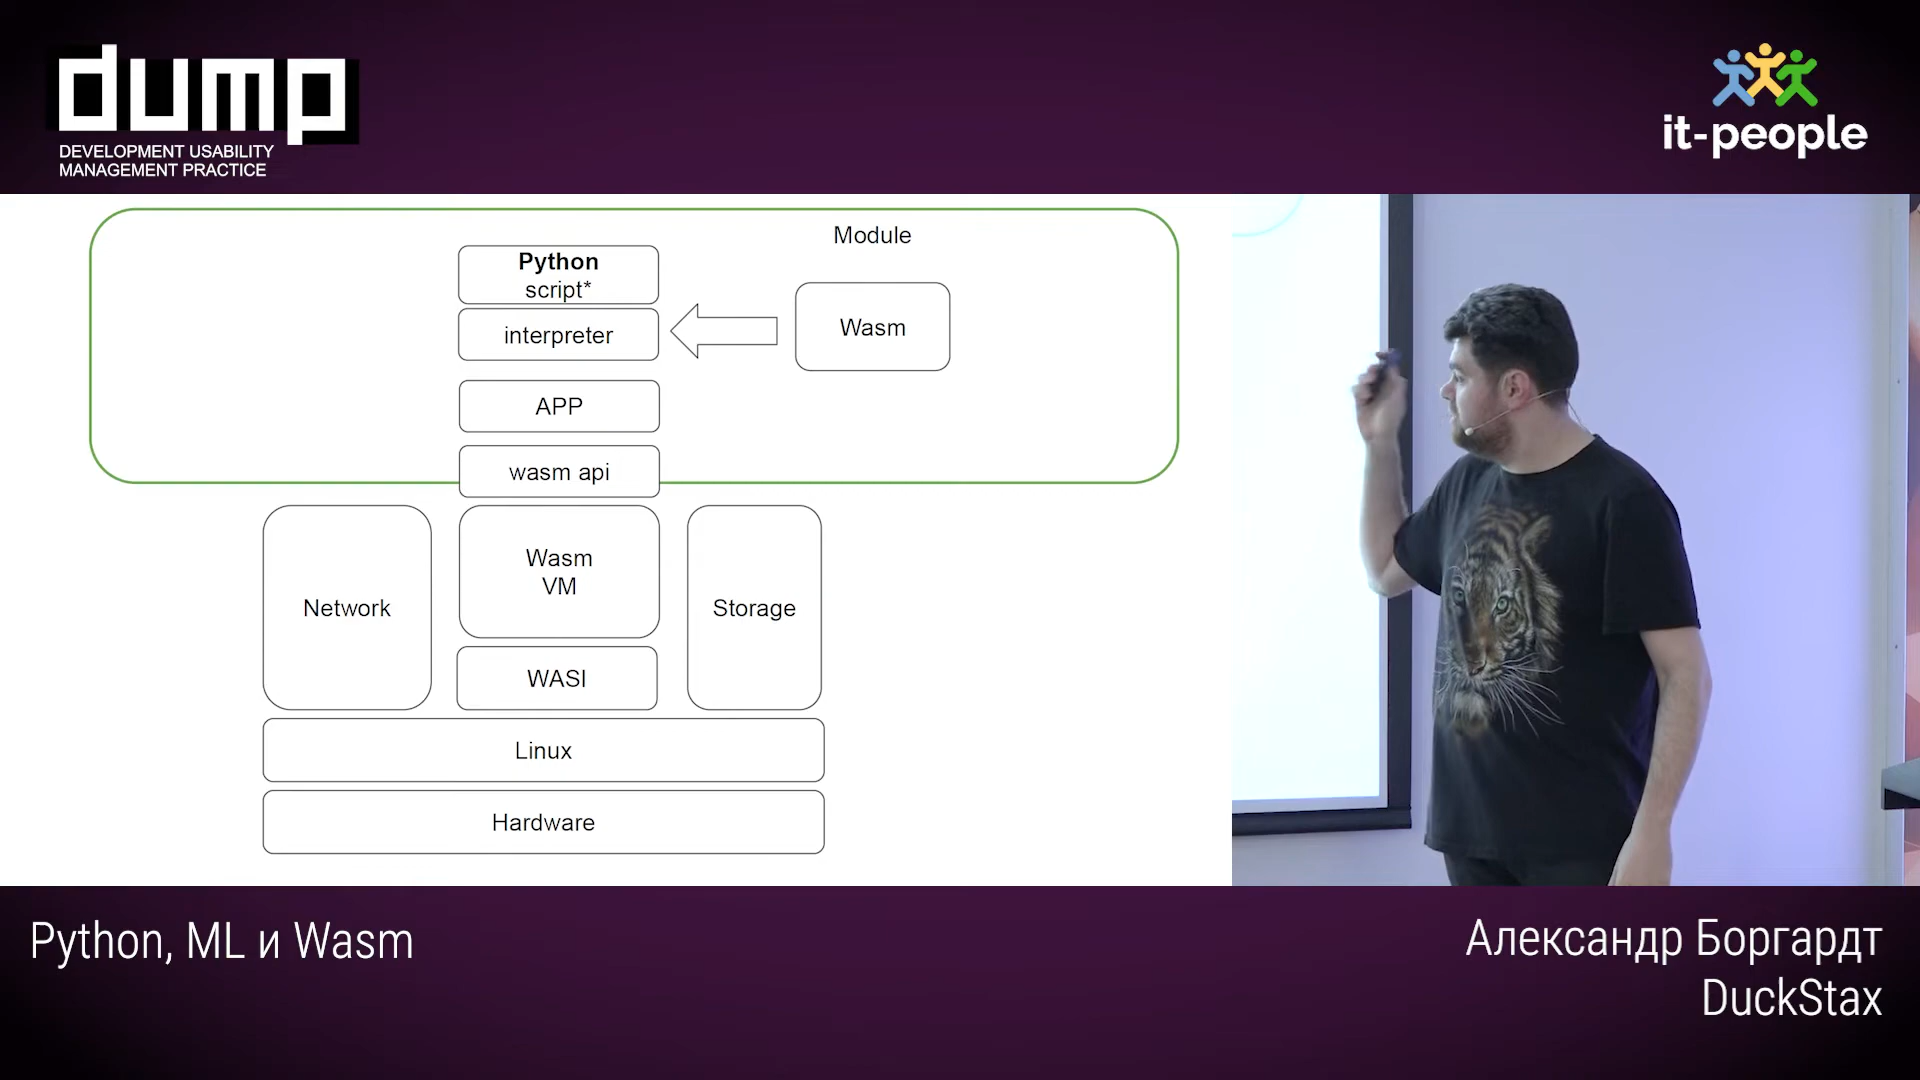 dump
DEVELOPMENT USABILITY
MANAGEMENT PRACTICE
it-people
Module
Python
script*
interpreter
Wasm
APP
wasm api
Network
Wasm
VM
Storage
WASI
Linux
Hardware
Python, ML и Wasm
Александр Боргардт
DuckStax